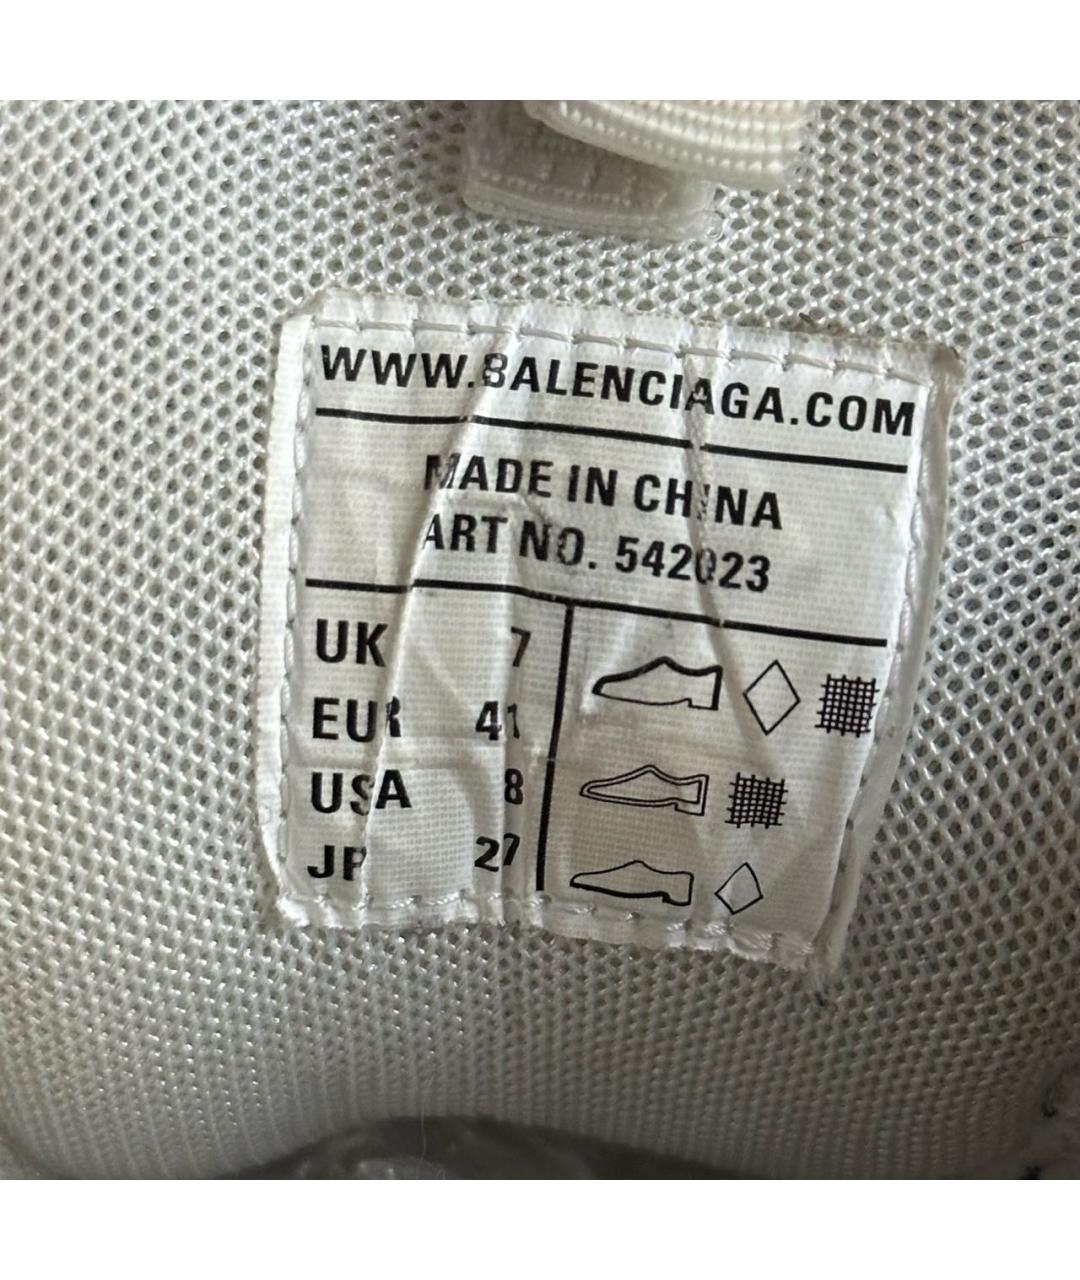 WWW.BALENCIAGA.COM
MADE IN CHINA
ART NO. 542023
UK 7
EUR 41
USA 8
JP 27